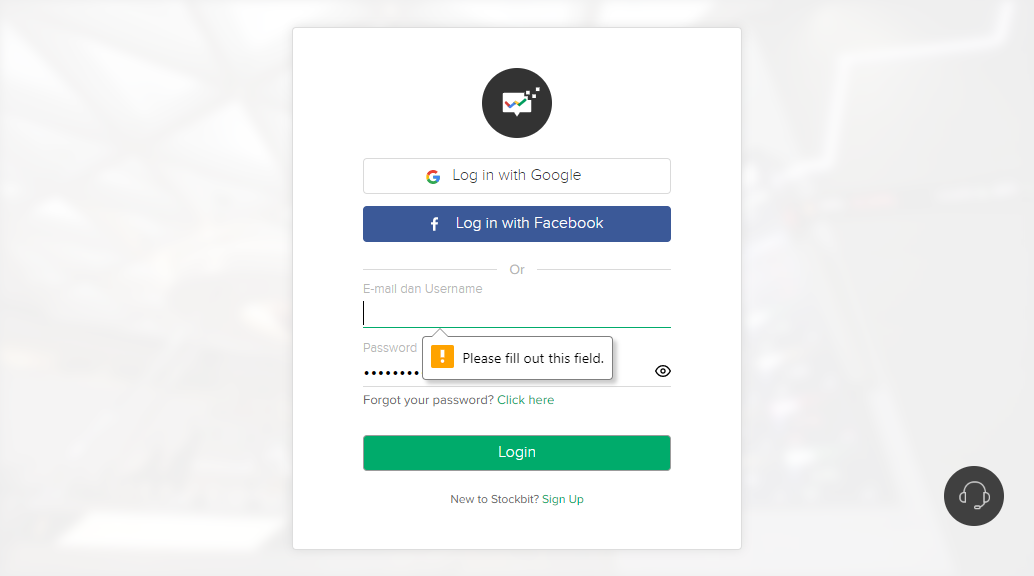 Log in with Google
Log in with Facebook
Or
E-mail dan Username
Please fill out this field.
Password
Forgot your password? Click here
Login
New to Stockbit? Sign Up